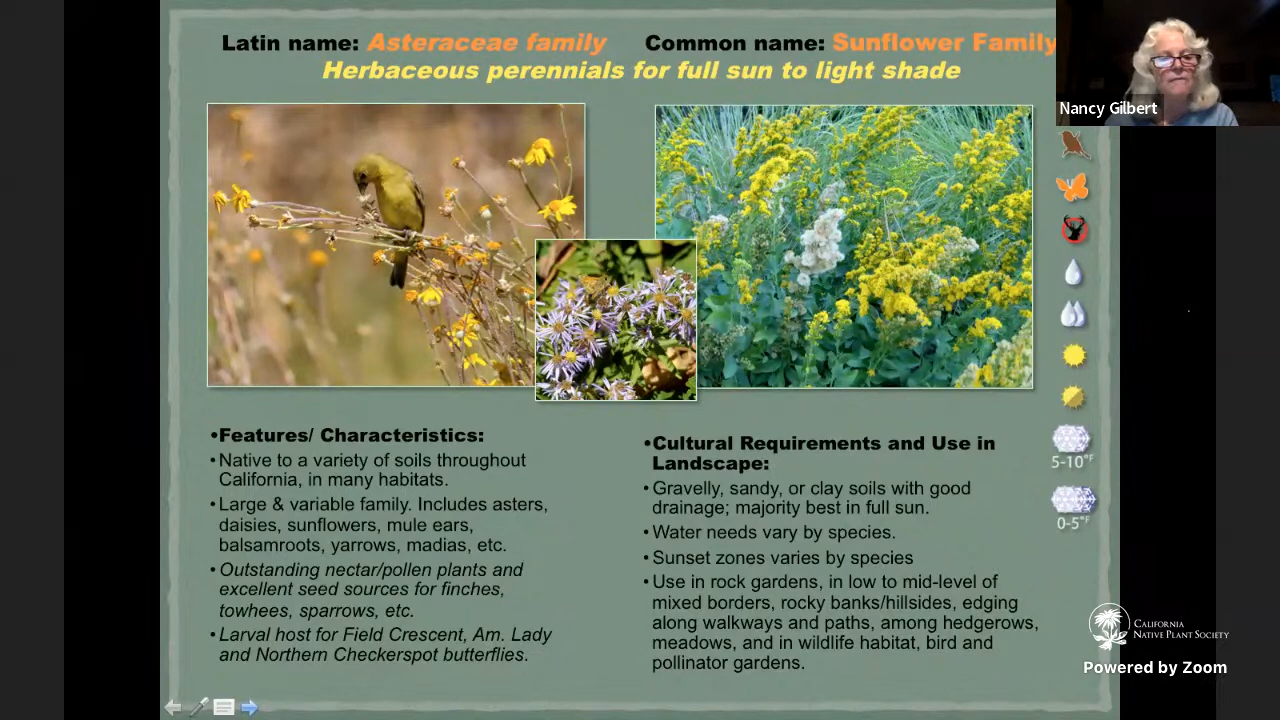 Latin name: Asteraceae family Common name: Sunflower Family
Herbaceous perennials for full sun to light shade
Nancy Gilbert
•Features/ Characteristics:
•Native to a variety of soils throughout
California, in many habitats.
•Large & variable family. Includes asters,
daisies, sunflowers, mule ears,
balsamroots, yarrows, madias, etc.
•Outstanding nectar/pollen plants and
excellent seed sources for finches,
towhees, sparrows, etc.
•Larval host for Field Crescent, Am. Lady
and Northern Checkerspot butterflies.
•Cultural Requirements and Use in
Landscape:
•Gravelly, sandy, or clay soils with good
drainage; majority best in full sun.
•Water needs vary by species.
•Sunset zones varies by species
•Use in rock gardens, in low to mid-level of
mixed borders, rocky banks/hillsides, edging
along walkways and paths, among hedgerows,
meadows, and in wildlife habitat, bird and
pollinator gardens.
5-10°F
0-5°F
CALIFORNIA
NATIVE PLANT SOCIETY
Powered by Zoom